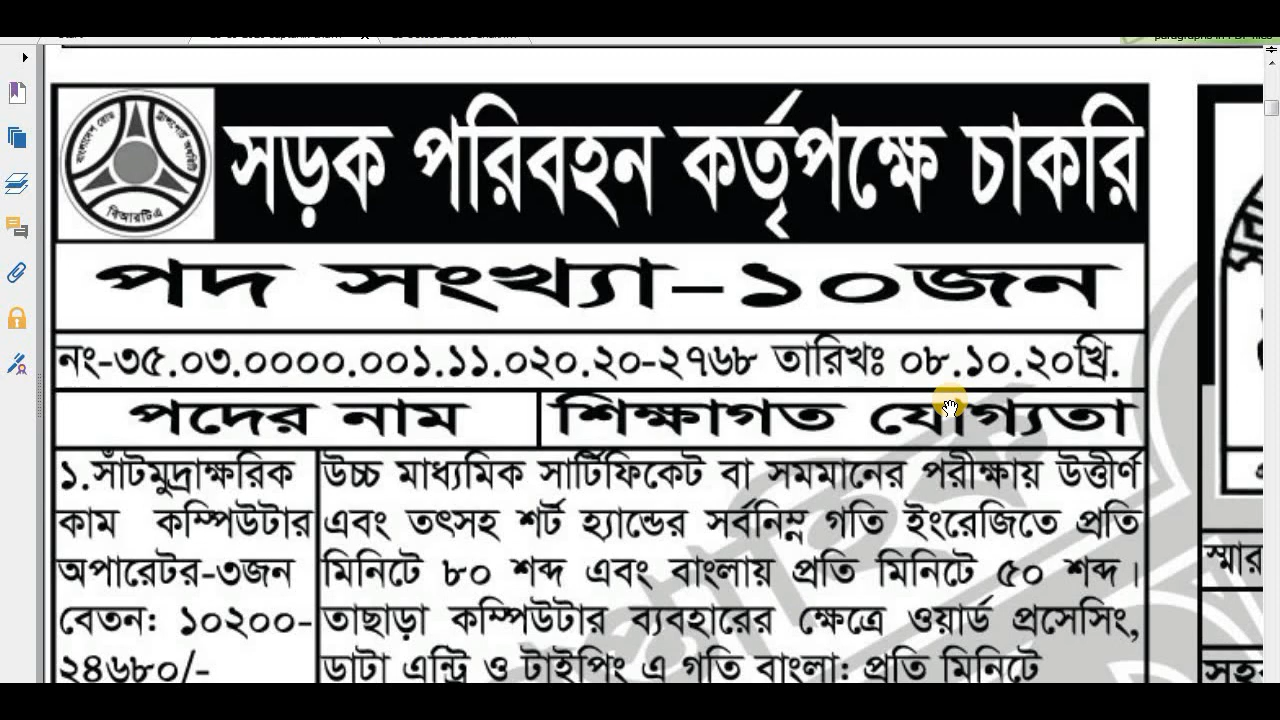 সড়ক পরিবহন কর্তৃপক্ষে চাকরি
বিআরটিএ
পদ সংখ্যা-১০জন
নং-৩৫.০৩.০০০০.০০১.১১.০২০.২০-২৭৬৮ তারিখঃ ০৮.১০.২০খ্রি.
পদের নাম
শিক্ষাগত যোগ্যতা
১.সাঁটমুদ্রাক্ষরিক
কাম কম্পিউটার
অপারেটর-৩জন
বেতন: ১০২০০-
২৪৬৮০/-
উচ্চ মাধ্যমিক সার্টিফিকেট বা সমমানের পরীক্ষায় উত্তীর্ণ
এবং তৎসহ শর্ট হ্যান্ডের সর্বনিম্ন গতি ইংরেজিতে প্রতি
মিনিটে ৮০ শব্দ এবং বাংলায় প্রতি মিনিটে ৫০ শব্দ।
তাছাড়া কম্পিউটার ব্যবহারের ক্ষেত্রে ওয়ার্ড প্রসেসিং,
ডাটা এন্ট্রি ও টাইপিং এ গতি বাংলা: প্রতি মিনিটে